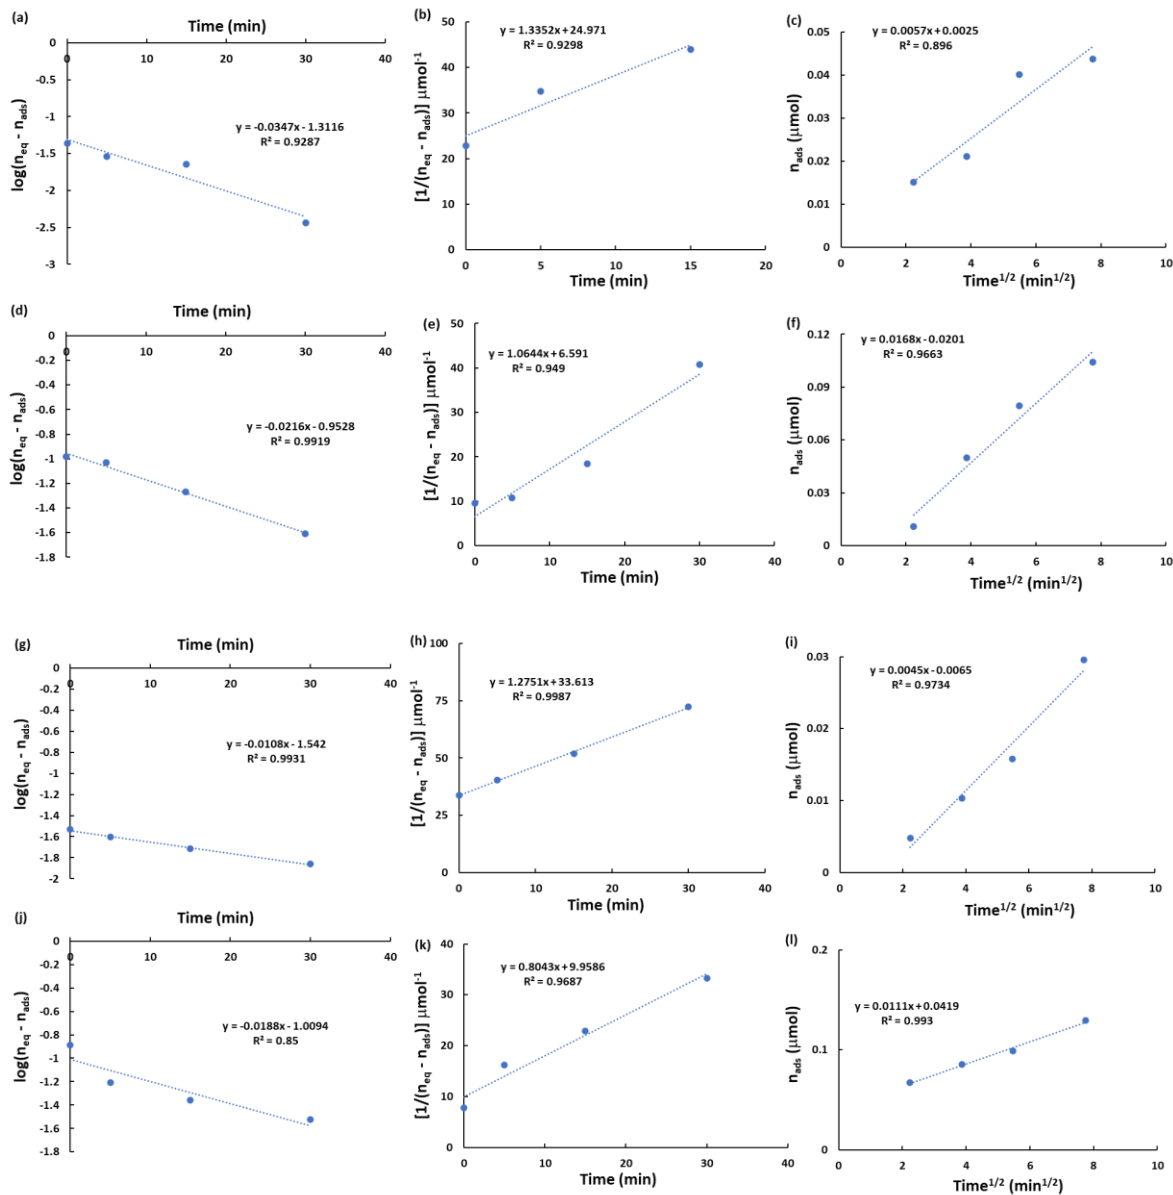 (a)
Time (min)
0
10
20
30
40
0
-0.5
-1
-1.5
-2
-2.5
-3
log(neq - nads)
y = -0.0347x - 1.3116
R² = 0.9287
(b)
y = 1.3352x + 24.971
R² = 0.9298
50
40
30
20
10
0
[1/(neq - nads)] μmol-1
0
5
10
15
20
Time (min)
(c)
y = 0.0057x + 0.0025
R² = 0.896
0.05
0.04
0.03
0.02
0.01
0
nads (μmol)
0
2
4
6
8
10
Time1/2 (min1/2)
(d)
Time (min)
0
10
20
30
40
0
-0.2
-0.4
-0.6
-0.8
-1
-1.2
-1.4
-1.6
-1.8
log(neq - nads)
y = -0.0216x - 0.9528
R² = 0.9919
(e)
y = 1.0644x + 6.591
R² = 0.949
50
40
30
20
10
0
[1/(neq - nads)] μmol-1
0
10
20
30
40
Time (min)
(f)
y = 0.0168x - 0.0201
R² = 0.9663
0.12
0.09
0.06
0.03
0
nads (μmol)
0
2
4
6
8
10
Time1/2 (min1/2)
(g)
Time (min)
0
10
20
30
40
0
-0.2
-0.4
-0.6
-0.8
-1
-1.2
-1.4
-1.6
-1.8
-2
log(neq - nads)
y = -0.0108x - 1.542
R² = 0.9931
(h)
y = 1.2751x + 33.613
R² = 0.9987
100
75
50
25
0
[1/(neq - nads)] μmol-1
0
10
20
30
40
Time (min)
(i)
y = 0.0045x - 0.0065
R² = 0.9734
0.03
0.02
0.01
0
nads (μmol)
0
2
4
6
8
10
Time1/2 (min1/2)
(j)
Time (min)
0
10
20
30
40
0
-0.2
-0.4
-0.6
-0.8
-1
-1.2
-1.4
-1.6
-1.8
log(neq - nads)
y = -0.0188x - 1.0094
R² = 0.85
(k)
y = 0.8043x + 9.9586
R² = 0.9687
40
30
20
10
0
[1/(neq - nads)] μmol-1
0
10
20
30
40
Time (min)
(l)
y = 0.0111x + 0.0419
R² = 0.993
0.2
0.1
0
nads (μmol)
0
2
4
6
8
10
Time1/2 (min1/2)